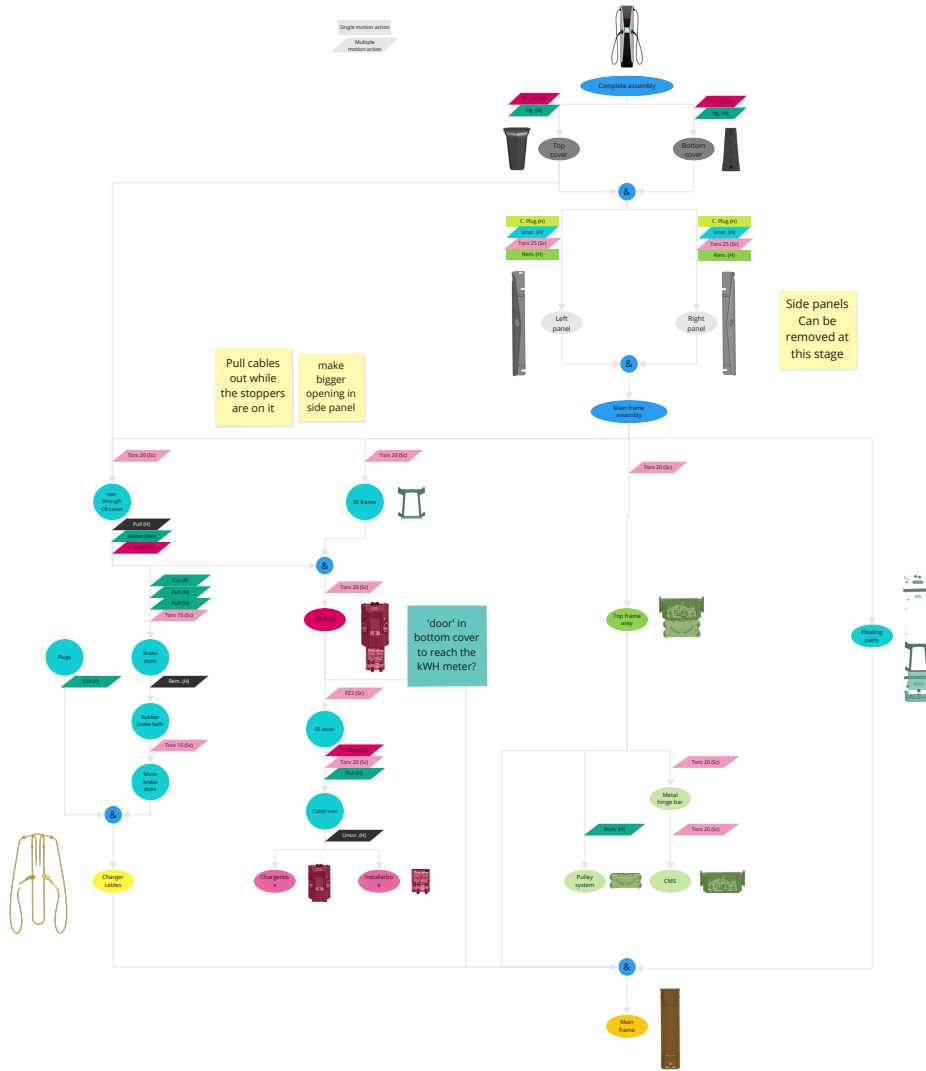 Single motion action
Multiple
motion action
Complete assembly
Hg. (H)
Hg. (H)
Top
cover
Bottom
cover
&
C. Plug (H)
Unsc. (H)
Torx 25 (Sc)
Rem. (H)
C. Plug (H)
Unsc. (H)
Torx 25 (Sc)
Rem. (H)
Left
panel
Right
panel
Side panels
Can be
removed at
this stage
&
Pull cables
out while
the stoppers
are on it
make
bigger
opening in
side panel
Main frame
assembly
Torx 20 (Sc)
Torx 20 (Sc)
Torx 20 (Sc)
see-
through
CB cover
IB frame
Pull (H)
C. Plug (Sc)
&
Cut (P)
Pull (H)
Pull (H)
Torx 15 (Sc)
Torx 20 (Sc)
'door' in
bottom cover
to reach the
kWH meter?
Top frame
assy
Floating
parts
Plugs
Brake
disks
Cut (P)
Rem. (H)
PZ2 (Sc)
Rubber
brake balls
IB cover
Torx 15 (Sc)
C. Plug (Sc)
Torx 20 (Sc)
Pull (H)
Torx 20 (Sc)
More
brake
disks
Metal
hinge bar
Cable tree
&
Unscr. (H)
Rem. (H)
Torx 20 (Sc)
Charger
cables
Chargerbo
x
Installerbo
x
Pulley
system
CMS
&
Main
frame